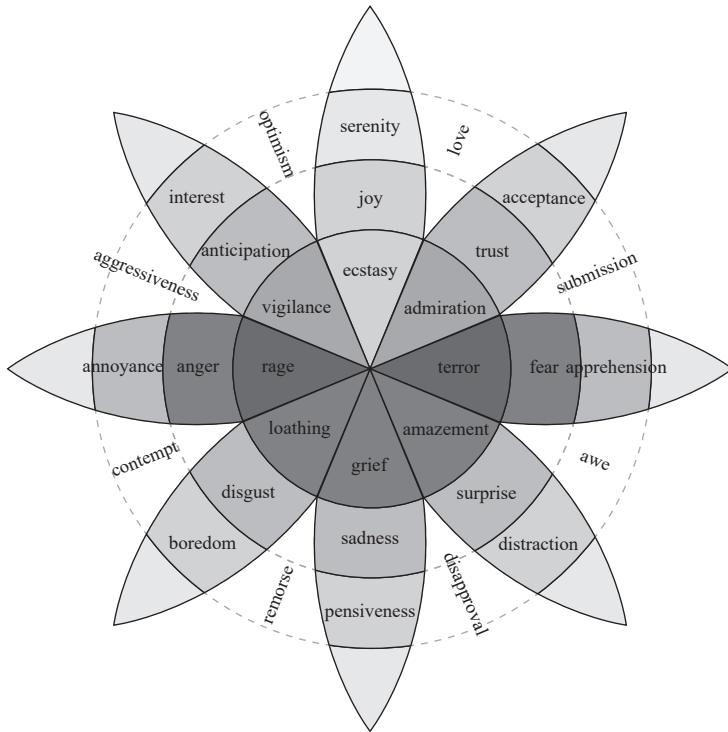 serenity
optimism
love
joy
interest
acceptance
anticipation
trust
ecstasy
aggressiveness
submission
vigilance
admiration
annoyance
anger
rage
terror
fear
apprehension
loathing
amazement
contempt
awe
grief
disgust
surprise
sadness
boredom
distraction
remorse
disapproval
pensiveness